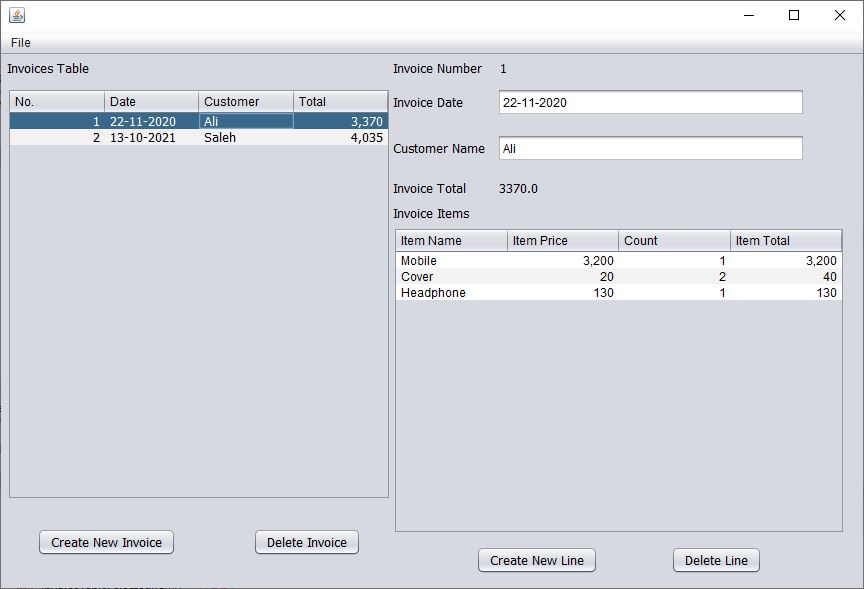 File
Invoices Table
No. Date Customer Total
1 22-11-2020 Ali 3,370
2 13-10-2021 Saleh 4,035
Create New Invoice Delete Invoice
Invoice Number 1
Invoice Date 22-11-2020
Customer Name Ali
Invoice Total 3370.0
Invoice Items
Item Name Item Price Count Item Total
Mobile 3,200 1 3,200
Cover 20 2 40
Headphone 130 1 130
Create New Line Delete Line